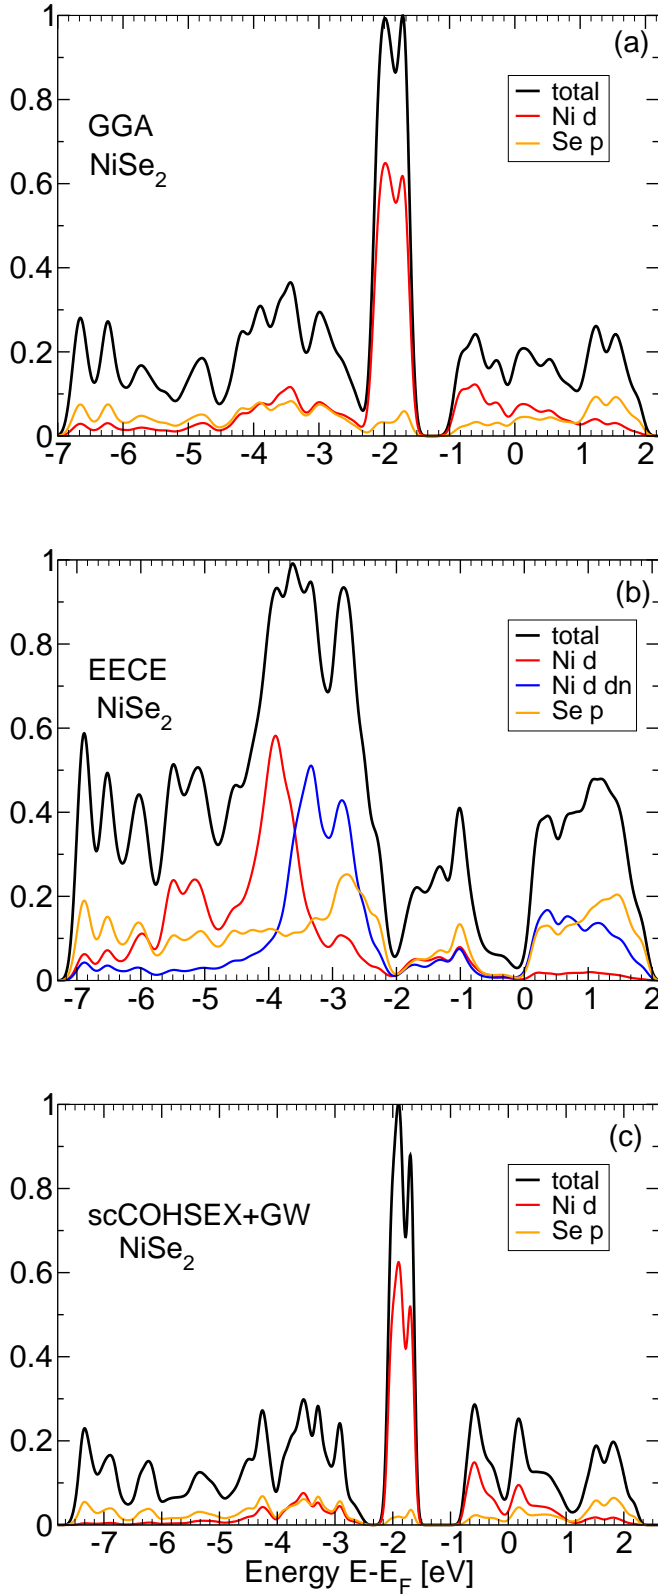 (a)
GGA
NiSe2
total
Ni d
Se p
1
0.8
0.6
0.4
0.2
0
-7 -6 -5 -4 -3 -2 -1 0 1 2
(b)
EECE
NiSe2
total
Ni d
Ni d dn
Se p
1
0.8
0.6
0.4
0.2
0
-7 -6 -5 -4 -3 -2 -1 0 1 2
(c)
scCOHSEX+GW
NiSe2
total
Ni d
Se p
1
0.8
0.6
0.4
0.2
0
-7 -6 -5 -4 -3 -2 -1 0 1 2
Energy E-EF [eV]